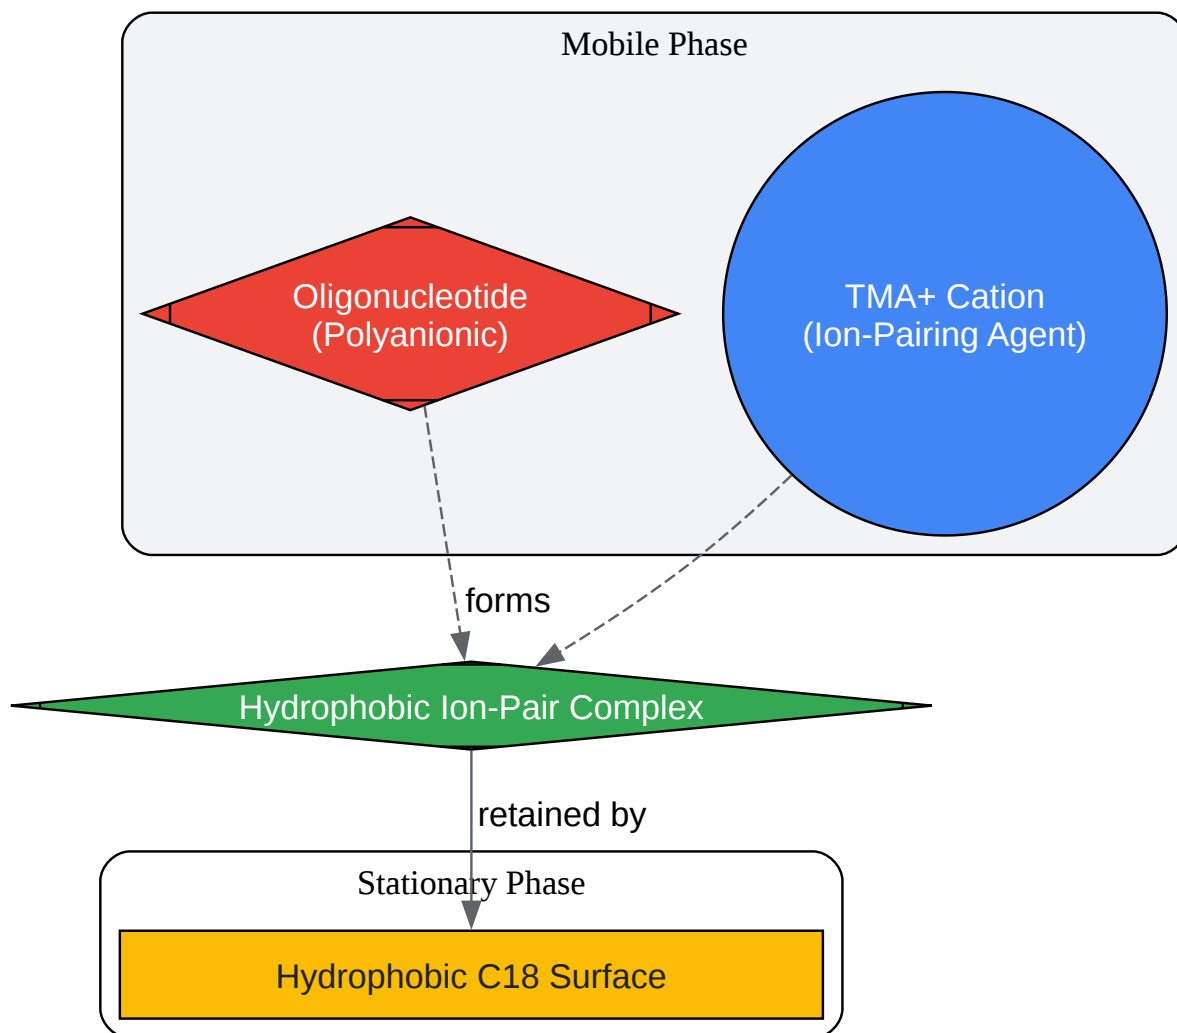 Mobile Phase
Oligonucleotide
(Polyanionic)
TMA+ Cation
(Ion-Pairing Agent)
forms
Hydrophobic Ion-Pair Complex
retained by
Stationary Phase
Hydrophobic C18 Surface